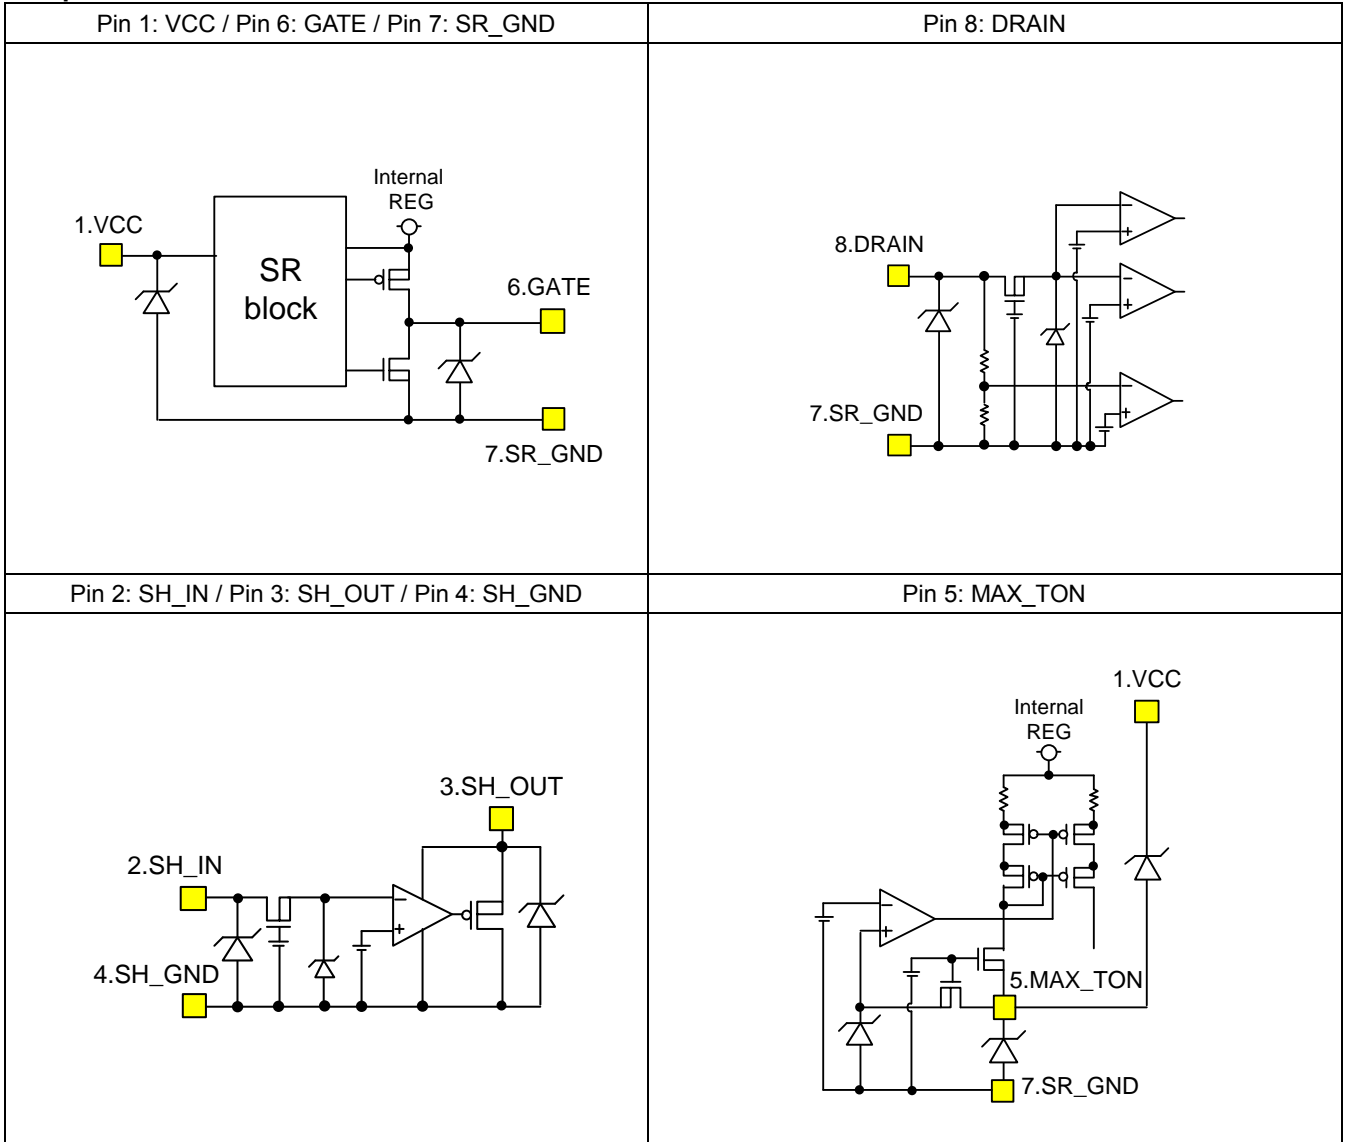 Pin 1: VCC / Pin 6: GATE / Pin 7: SR_GND
Pin 8: DRAIN
Internal
REG
1.VCC
SR
block
6.GATE
7.SR_GND
8.DRAIN
7.SR_GND
−
+
−
+
−
+
Pin 2: SH_IN / Pin 3: SH_OUT / Pin 4: SH_GND
Pin 5: MAX_TON
3.SH_OUT
2.SH_IN
4.SH_GND
−
+
1.VCC
Internal
REG
−
+
5.MAX_TON
7.SR_GND